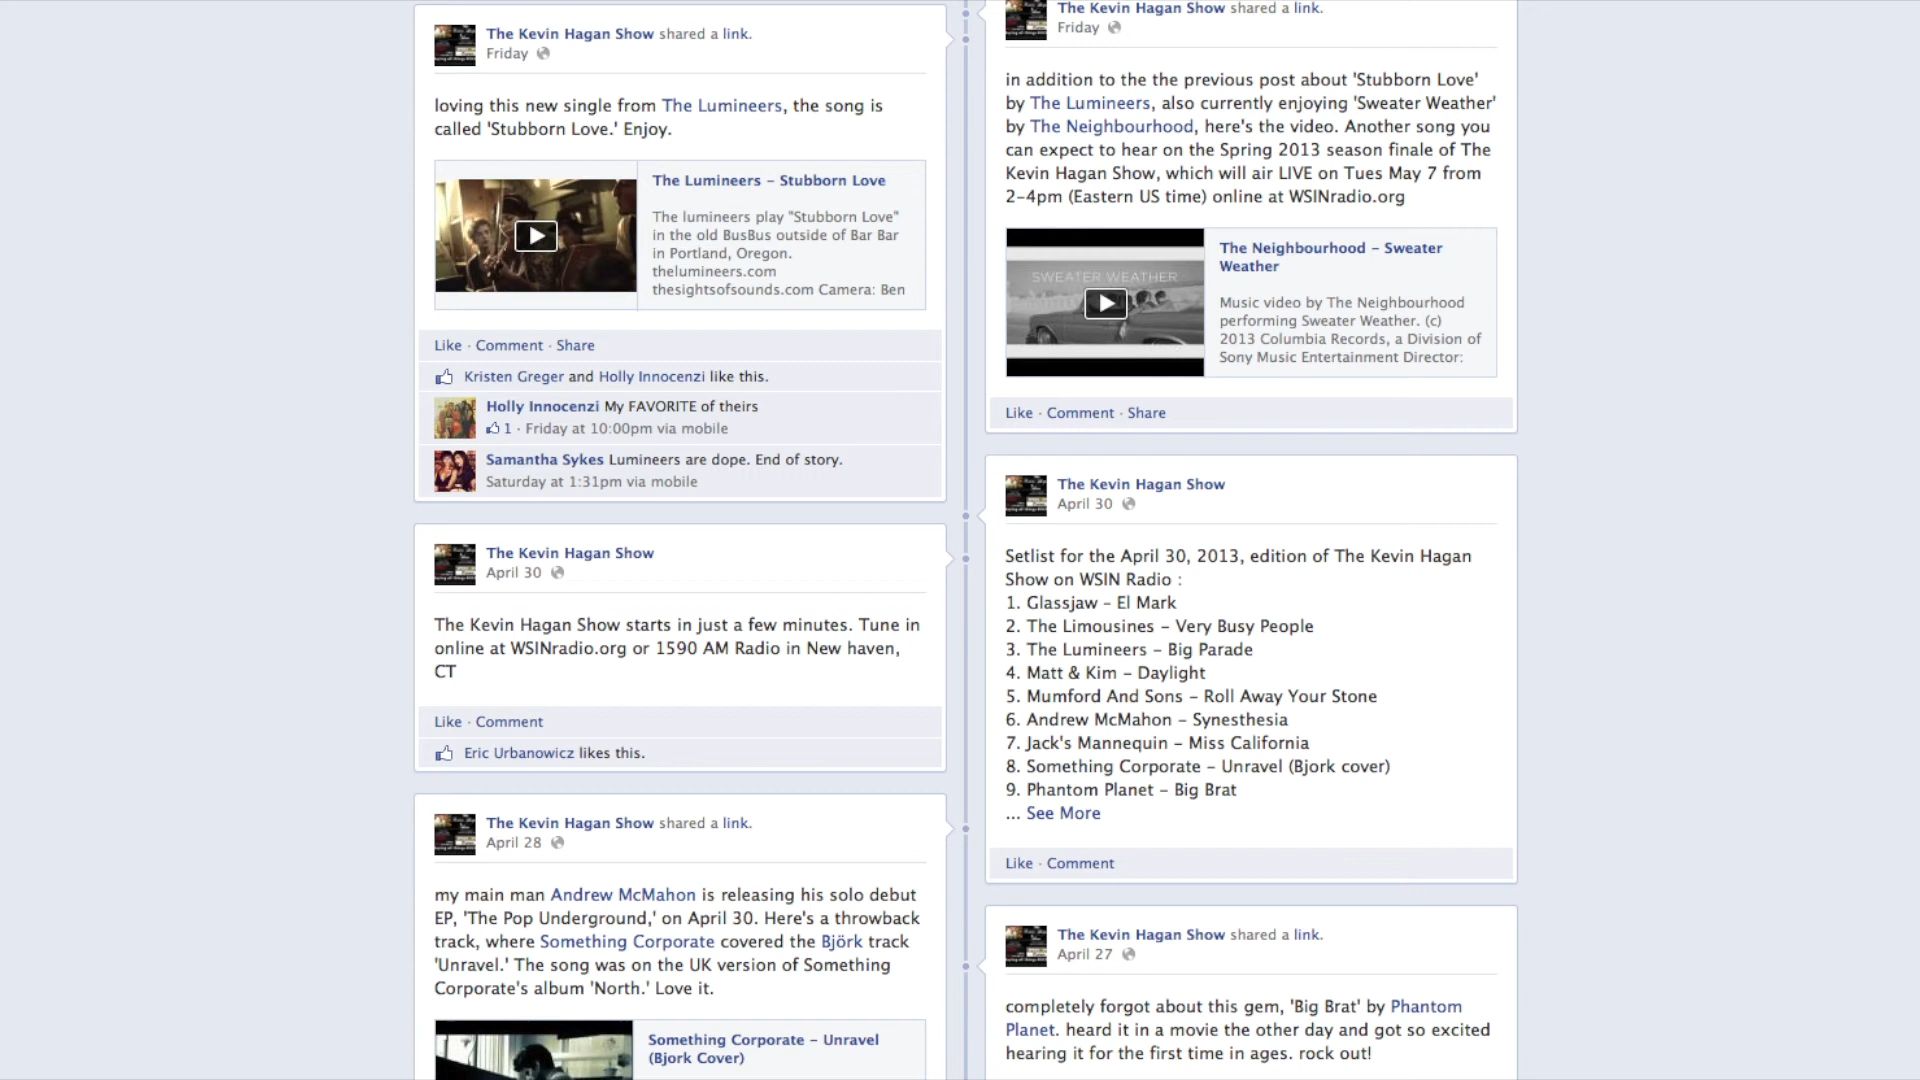 The Kevin Hagan Show shared a link.
Friday
loving this new single from The Lumineers, the song is
called 'Stubborn Love.' Enjoy.
The Lumineers – Stubborn Love
The lumineers play "Stubborn Love"
in the old BusBus outside of Bar Bar
in Portland, Oregon.
thelumineers.com
thesightsofsounds.com Camera: Ben
Like · Comment · Share
Kristen Greger and Holly Innocenzi like this.
Holly Innocenzi My FAVORITE of theirs
1 · Friday at 10:00pm via mobile
Samantha Sykes Lumineers are dope. End of story.
Saturday at 1:31pm via mobile
The Kevin Hagan Show
April 30
The Kevin Hagan Show starts in just a few minutes. Tune in
online at WSINradio.org or 1590 AM Radio in New haven,
CT
Like · Comment
Eric Urbanowicz likes this.
The Kevin Hagan Show shared a link.
April 28
my main man Andrew McMahon is releasing his solo debut
EP, 'The Pop Underground,' on April 30. Here's a throwback
track, where Something Corporate covered the Björk track
'Unravel.' The song was on the UK version of Something
Corporate's album 'North.' Love it.
Something Corporate – Unravel
(Bjork Cover)
The Kevin Hagan Show shared a link.
Friday
in addition to the the previous post about 'Stubborn Love'
by The Lumineers, also currently enjoying 'Sweater Weather'
by The Neighbourhood, here's the video. Another song you
can expect to hear on the Spring 2013 season finale of The
Kevin Hagan Show, which will air LIVE on Tues May 7 from
2–4pm (Eastern US time) online at WSINradio.org
SWEATER WEATHER
The Neighbourhood – Sweater
Weather
Music video by The Neighbourhood
performing Sweater Weather. (c)
2013 Columbia Records, a Division of
Sony Music Entertainment Director:
Like · Comment · Share
The Kevin Hagan Show
April 30
Setlist for the April 30, 2013, edition of The Kevin Hagan
Show on WSIN Radio :
1. Glassjaw – El Mark
2. The Limousines – Very Busy People
3. The Lumineers – Big Parade
4. Matt & Kim – Daylight
5. Mumford And Sons – Roll Away Your Stone
6. Andrew McMahon – Synesthesia
7. Jack's Mannequin – Miss California
8. Something Corporate – Unravel (Bjork cover)
9. Phantom Planet – Big Brat
... See More
Like · Comment
The Kevin Hagan Show shared a link.
April 27
completely forgot about this gem, 'Big Brat' by Phantom
Planet. heard it in a movie the other day and got so excited
hearing it for the first time in ages. rock out!